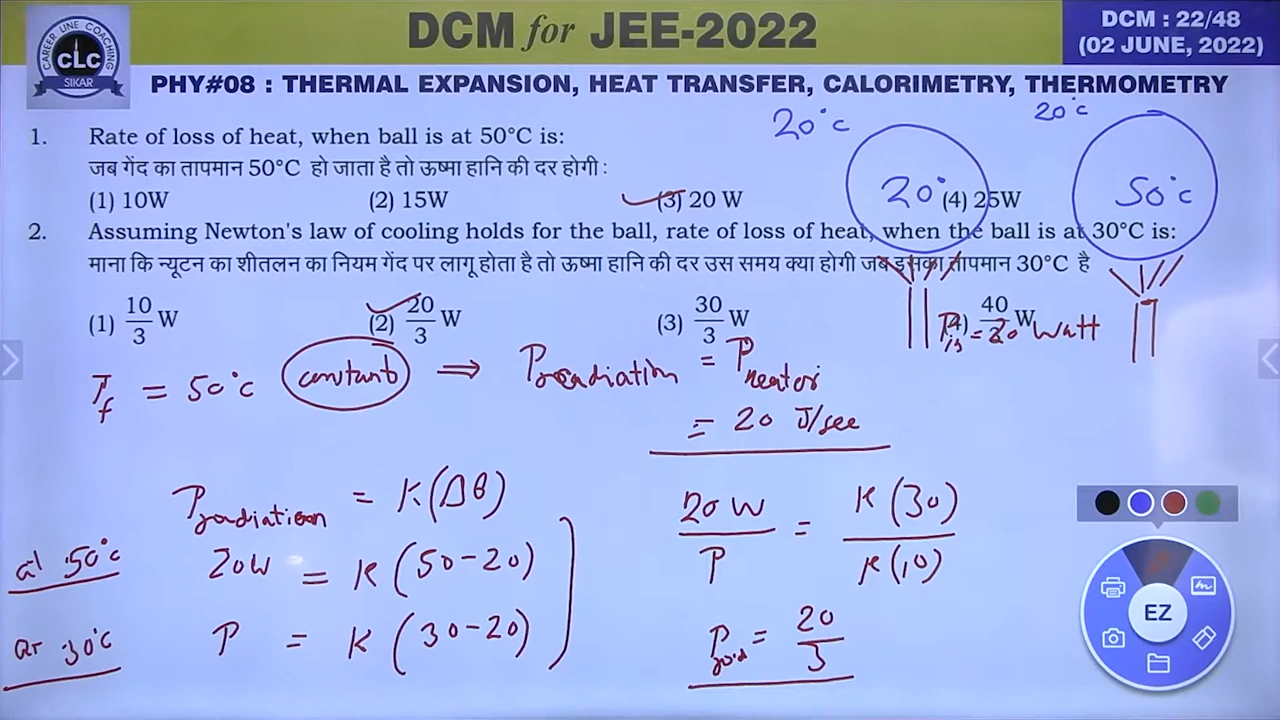 DCM for JEE-2022
DCM : 22/48
(02 JUNE, 2022)
CAREER LINE COACHING
CLC
SIKAR
PHY#08 : THERMAL EXPANSION, HEAT TRANSFER, CALORIMETRY, THERMOMETRY
20°C
20°C
1. Rate of loss of heat, when ball is at 50°C is:
जब गेंद का तापमान 50°C हो जाता है तो ऊष्मा हानि की दर होगी :
(1) 10W (2) 15W (3) 20 W (4) 25W
20°
50°C
2. Assuming Newton's law of cooling holds for the ball, rate of loss of heat, when the ball is at 30°C is:
माना कि न्यूटन का शीतलन का नियम गेंद पर लागू होता है तो ऊष्मा हानि की दर उस समय क्या होगी जब इसका तापमान 30°C है
(1) 10/3 W (2) 20/3 W (3) 30/3 W (4) 40/3 W
P = 20 Watt
T_f = 50°C constant ⇒ P_radiation = P_heater
= 20 J/sec
P_radiation = K(Δθ)
at 50°C 20W = K(50-20)
at 30°C P = K(30-20)
20W/P = K(30)/K(10)
P = 20/3
EZ